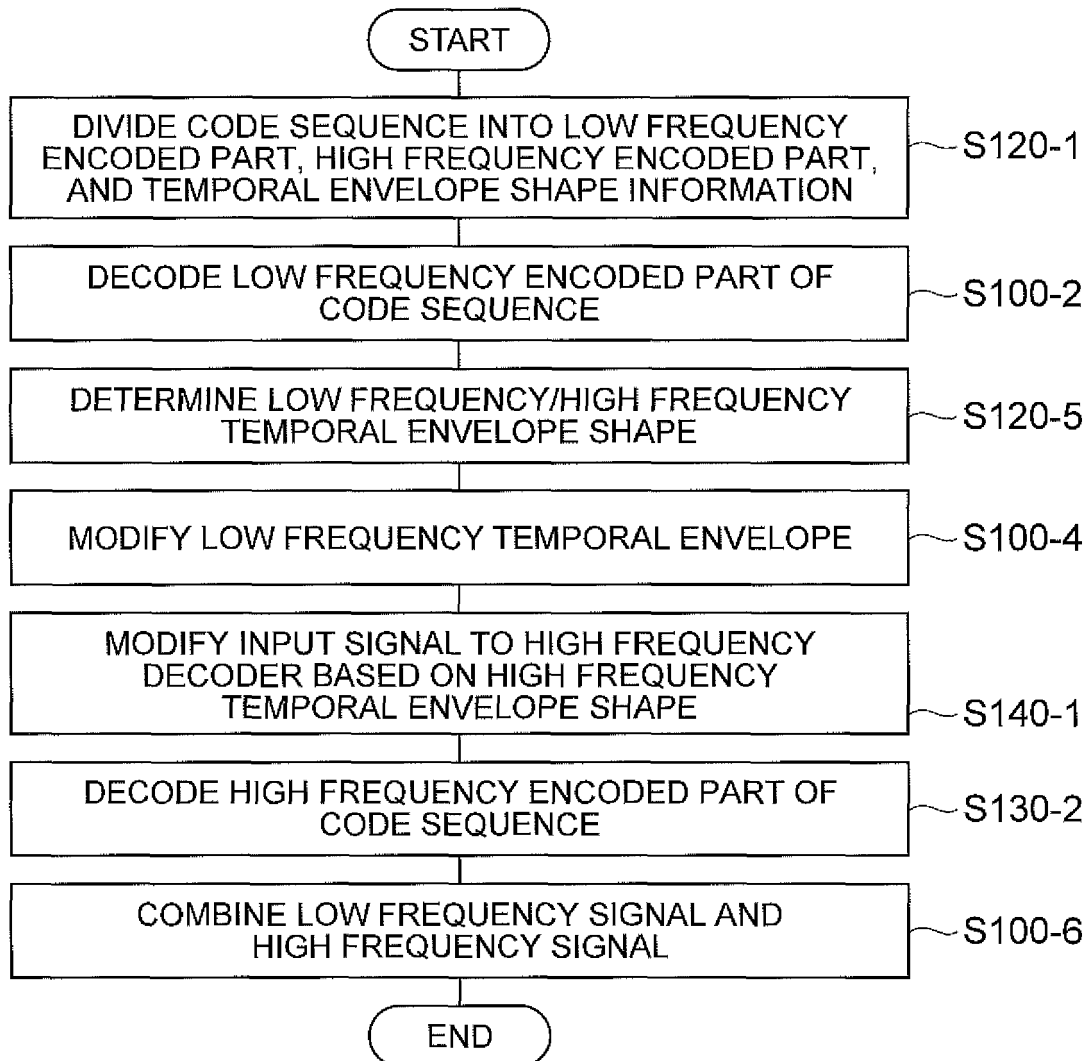 START
DIVIDE CODE SEQUENCE INTO LOW FREQUENCY
ENCODED PART, HIGH FREQUENCY ENCODED PART,
AND TEMPORAL ENVELOPE SHAPE INFORMATION
S120-1
DECODE LOW FREQUENCY ENCODED PART OF
CODE SEQUENCE
S100-2
DETERMINE LOW FREQUENCY/HIGH FREQUENCY
TEMPORAL ENVELOPE SHAPE
S120-5
MODIFY LOW FREQUENCY TEMPORAL ENVELOPE
S100-4
MODIFY INPUT SIGNAL TO HIGH FREQUENCY
DECODER BASED ON HIGH FREQUENCY
TEMPORAL ENVELOPE SHAPE
S140-1
DECODE HIGH FREQUENCY ENCODED PART OF
CODE SEQUENCE
S130-2
COMBINE LOW FREQUENCY SIGNAL AND
HIGH FREQUENCY SIGNAL
S100-6
END